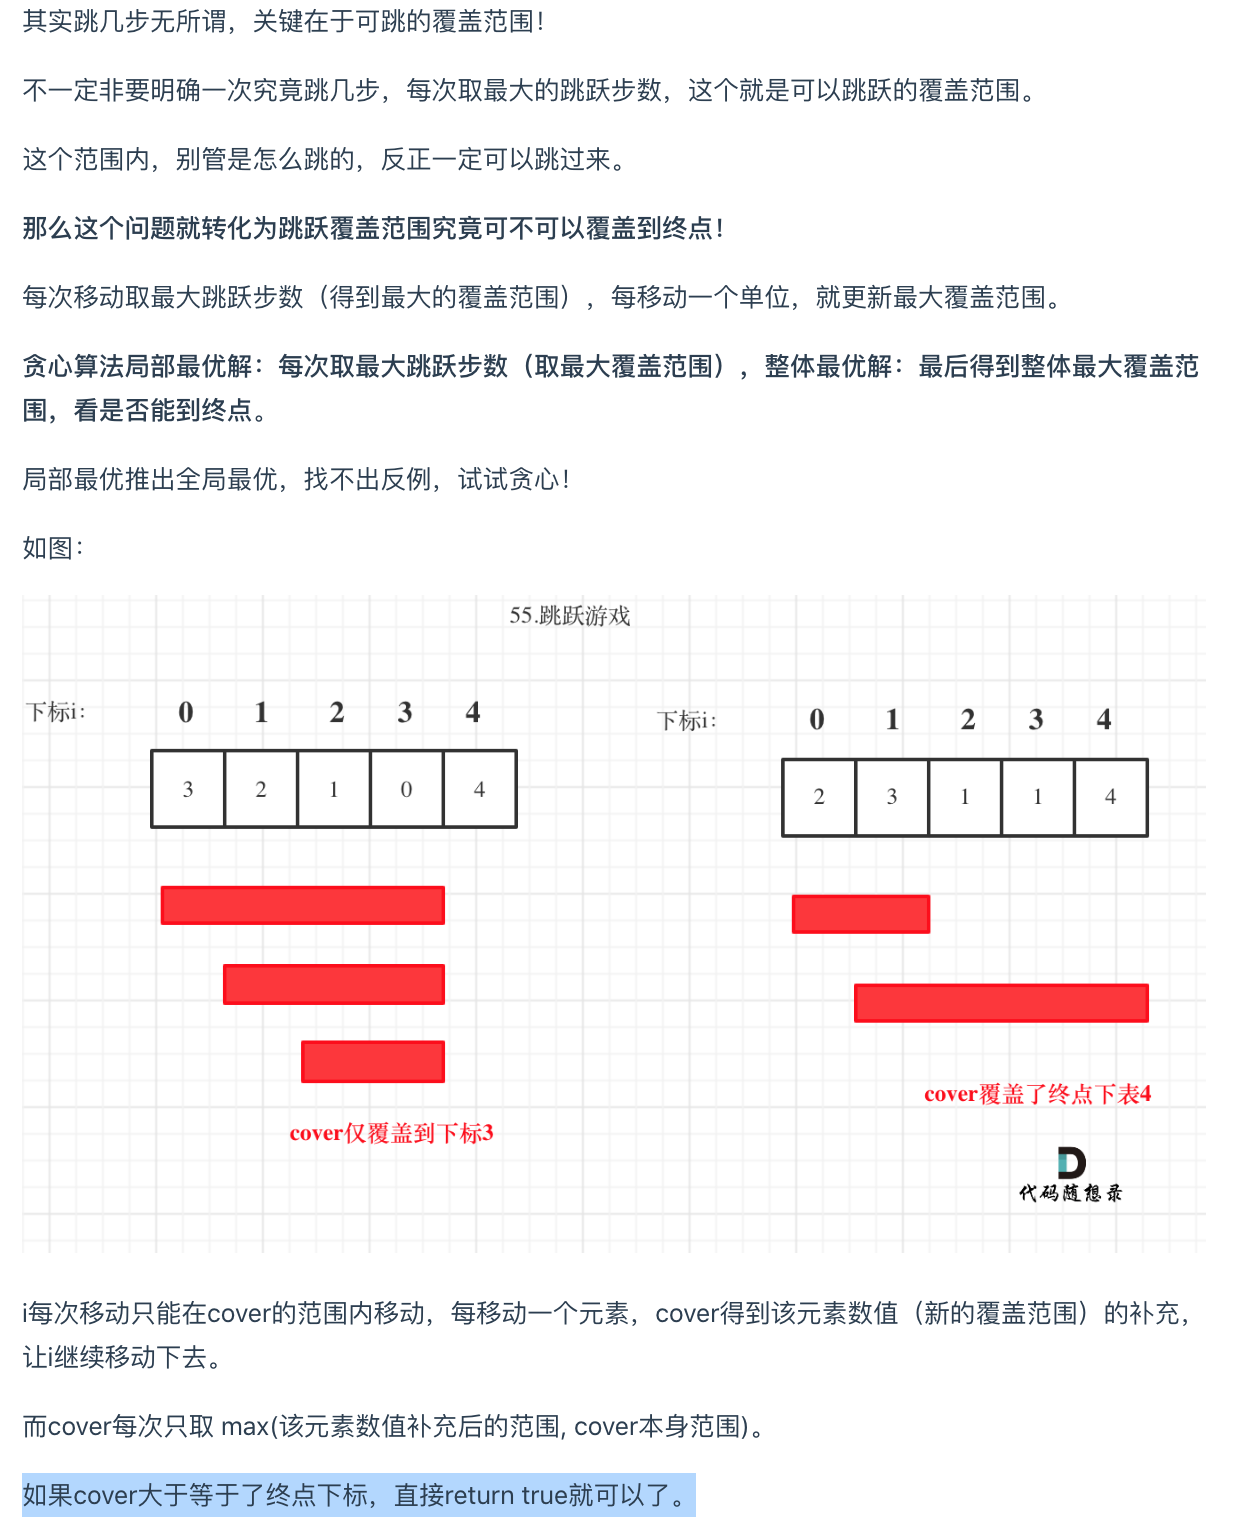 其实跳几步无所谓，关键在于可跳的覆盖范围！
不一定非要明确一次究竟跳几步，每次取最大的跳跃步数，这个就是可以跳跃的覆盖范围。
这个范围内，别管是怎么跳的，反正一定可以跳过来。
那么这个问题就转化为跳跃覆盖范围究竟可不可以覆盖到终点！
每次移动取最大跳跃步数（得到最大的覆盖范围），每移动一个单位，就更新最大覆盖范围。
贪心算法局部最优解：每次取最大跳跃步数（取最大覆盖范围），整体最优解：最后得到整体最大覆盖范
围，看是否能到终点。
局部最优推出全局最优，找不出反例，试试贪心！
如图：
55.跳跃游戏
下标i: 0 1 2 3 4
3 2 1 0 4
cover仅覆盖到下标3
下标i: 0 1 2 3 4
2 3 1 1 4
cover覆盖了终点下表4
代码随想录
i每次移动只能在cover的范围内移动，每移动一个元素，cover得到该元素数值（新的覆盖范围）的补充，
让i继续移动下去。
而cover每次只取 max(该元素数值补充后的范围, cover本身范围)。
如果cover大于等于了终点下标，直接return true就可以了。